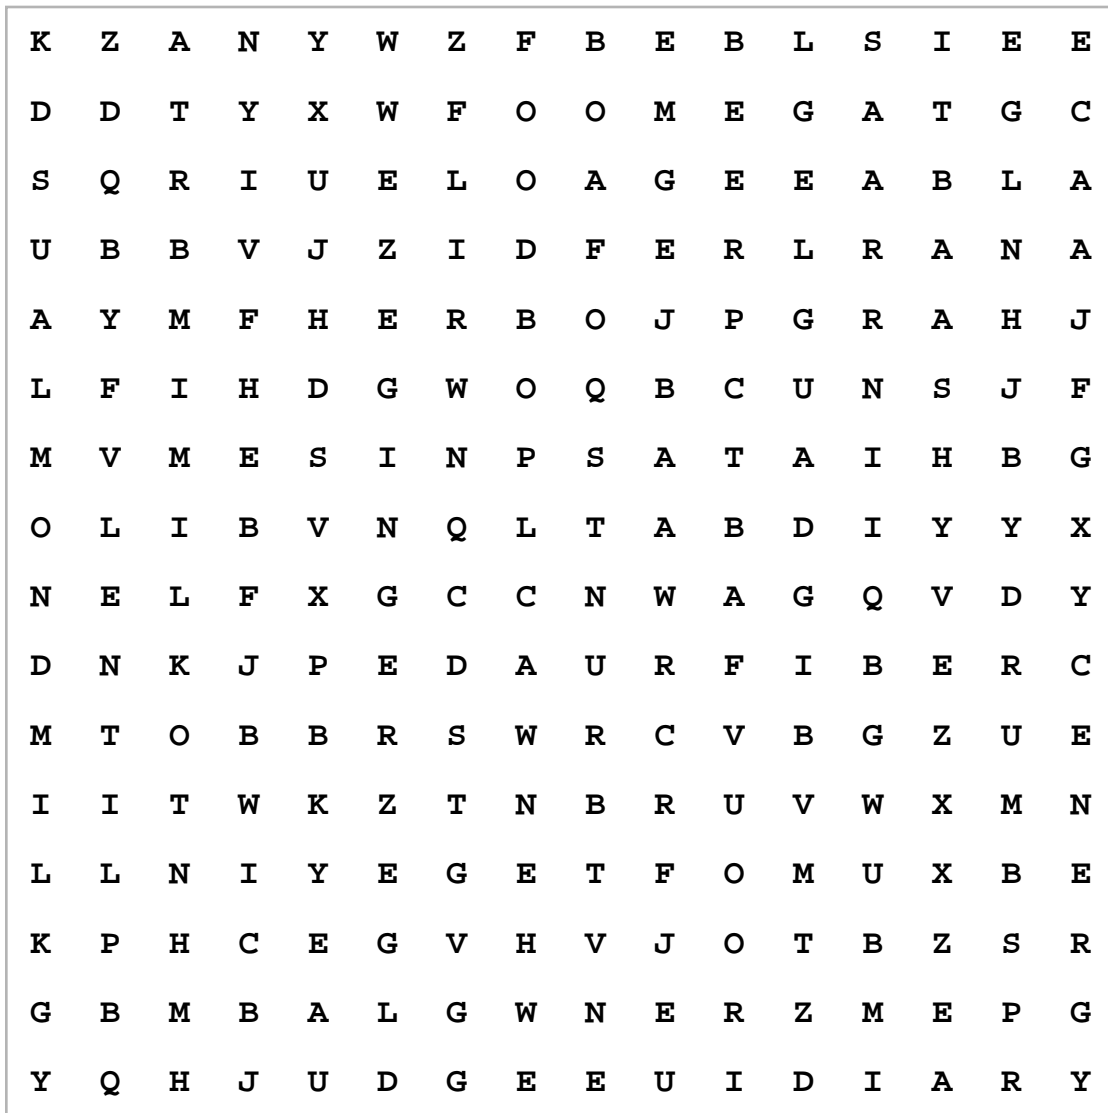 K Z A N Y W Z F B E B L S I E E
D D T Y X W F O O M E G A T G C
S Q R I U E L O A G E E A B L A
U B B V J Z I D F E R L R A N A
A Y M F H E R B O J P G R A H J
L F I H D G W O Q B C U N S J F
M V M E S I N P S A T A I H B G
O L I B V N Q L T A B D I Y Y X
N E L F X G C C N W A G Q V D Y
D N K J P E D A U R F I B E R C
M T O B B R S W R C V B G Z U E
I I T W K Z T N B R U V W X M N
L L N I Y E G E T F O M U X B E
K P H C E G V H V J O T B Z S R
G B M B A L G W N E R Z M E P G
Y Q H J U D G E E U I D I A R Y